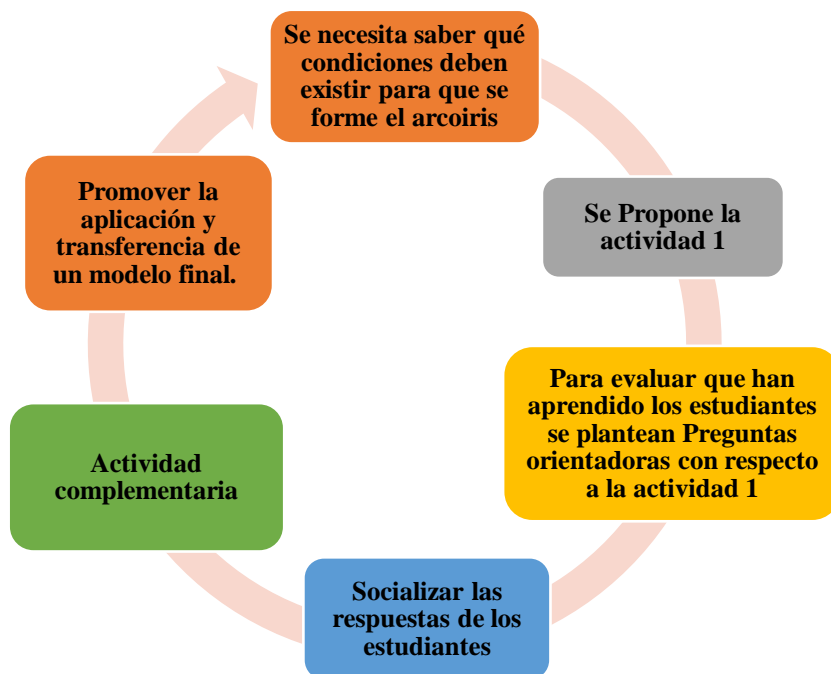 Se necesita saber qué
condiciones deben
existir para que se
forme el arcoiris
Se Propone la
actividad 1
Para evaluar que han
aprendido los estudiantes
se plantean Preguntas
orientadoras con respecto
a la actividad 1
Socializar las
respuestas de los
estudiantes
Actividad
complementaria
Promover la
aplicación y
transferencia de
un modelo final.